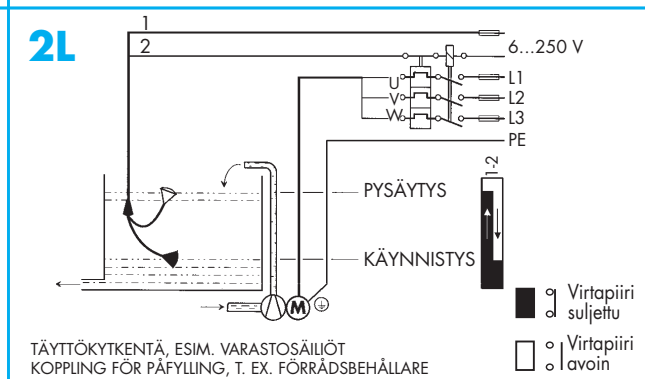 2L
1
2
6...250 V
U
L1
V
L2
W
L3
PE
1-2
PYSÄYTYS
KÄYNNISTYS
M
Virtapiiri
suljettu
Virtapiiri
avoin
TÄYTTÖKYTKENTÄ, ESIM. VARASTOSÄILIÖT
KOPPLING FÖR PÅFYLLING, T. EX. FÖRRÅDSBEHÅLLARE